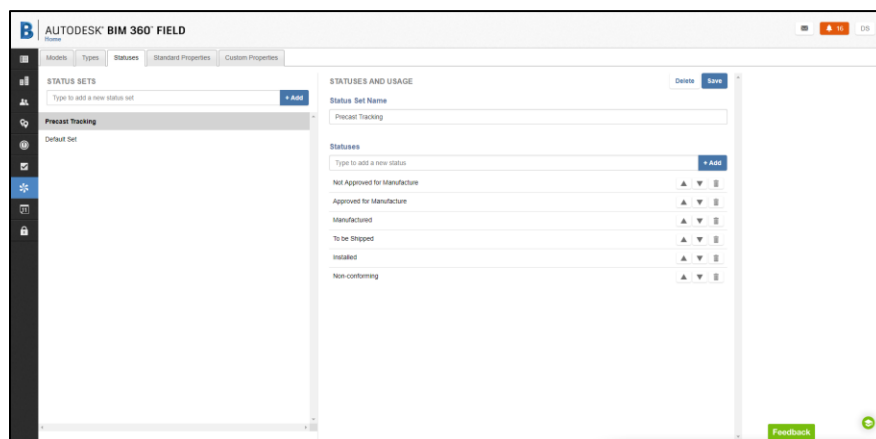 B AUTODESK® BIM 360® FIELD
Home
16 DS
Models Types Statuses Standard Properties Custom Properties
STATUS SETS
Type to add a new status set + Add
Precast Tracking
Default Set
STATUSES AND USAGE Delete Save
Status Set Name
Precast Tracking
Statuses
Type to add a new status + Add
Not Approved for Manufacture
Approved for Manufacture
Manufactured
To be Shipped
Installed
Non-conforming
Feedback